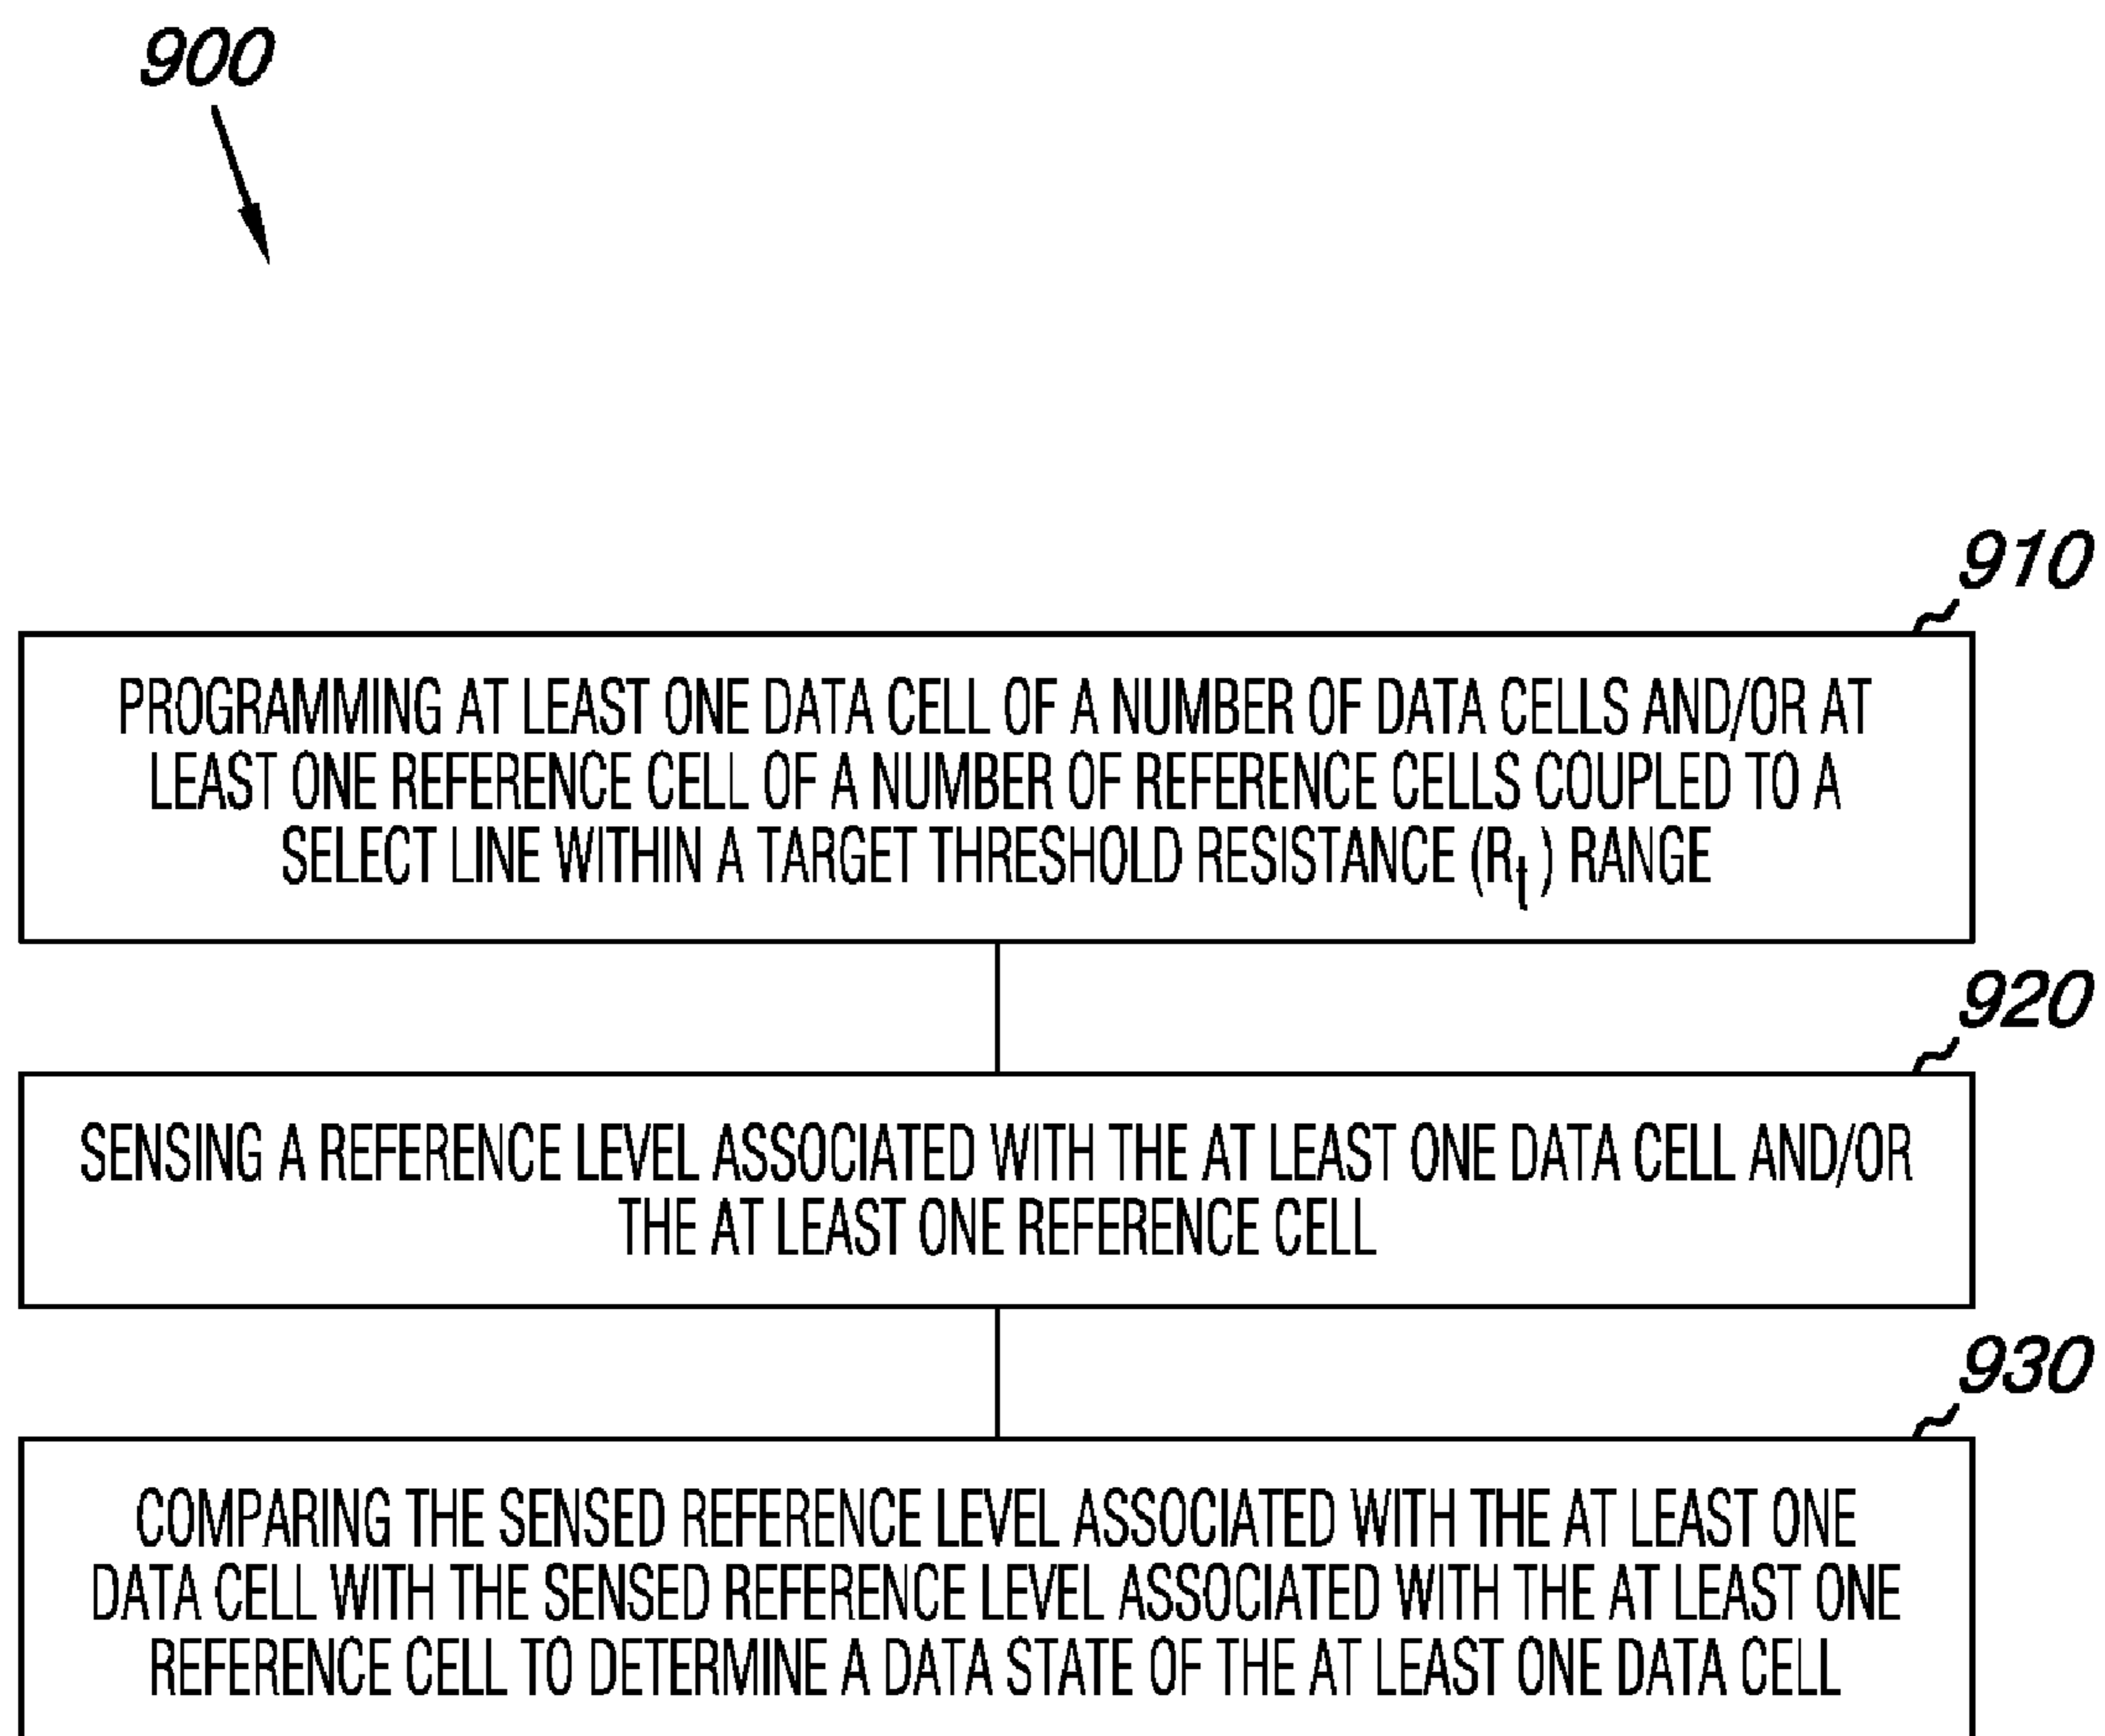 900
910
PROGRAMMING AT LEAST ONE DATA CELL OF A NUMBER OF DATA CELLS AND/OR AT
LEAST ONE REFERENCE CELL OF A NUMBER OF REFERENCE CELLS COUPLED TO A
SELECT LINE WITHIN A TARGET THRESHOLD RESISTANCE (Rt) RANGE
920
SENSING A REFERENCE LEVEL ASSOCIATED WITH THE AT LEAST ONE DATA CELL AND/OR
THE AT LEAST ONE REFERENCE CELL
930
COMPARING THE SENSED REFERENCE LEVEL ASSOCIATED WITH THE AT LEAST ONE
DATA CELL WITH THE SENSED REFERENCE LEVEL ASSOCIATED WITH THE AT LEAST ONE
REFERENCE CELL TO DETERMINE A DATA STATE OF THE AT LEAST ONE DATA CELL